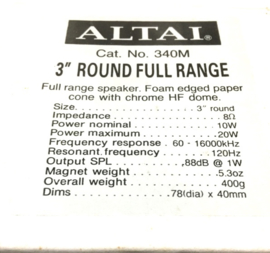 ALTAI
Cat. No. 340M
3" ROUND FULL RANGE
Full range speaker. Foam edged paper
cone with chrome HF dome.
Size 3" round
Impedance 8Ω
Power nominal 10W
Power maximum 20W
Frequency response . 60 - 16000kHz
Resonant. frequency 120Hz
Output SPL ,88dB @ 1W
Magnet weight 5.3oz
Overall weight 400g
Dims .78(dia) x 40mm